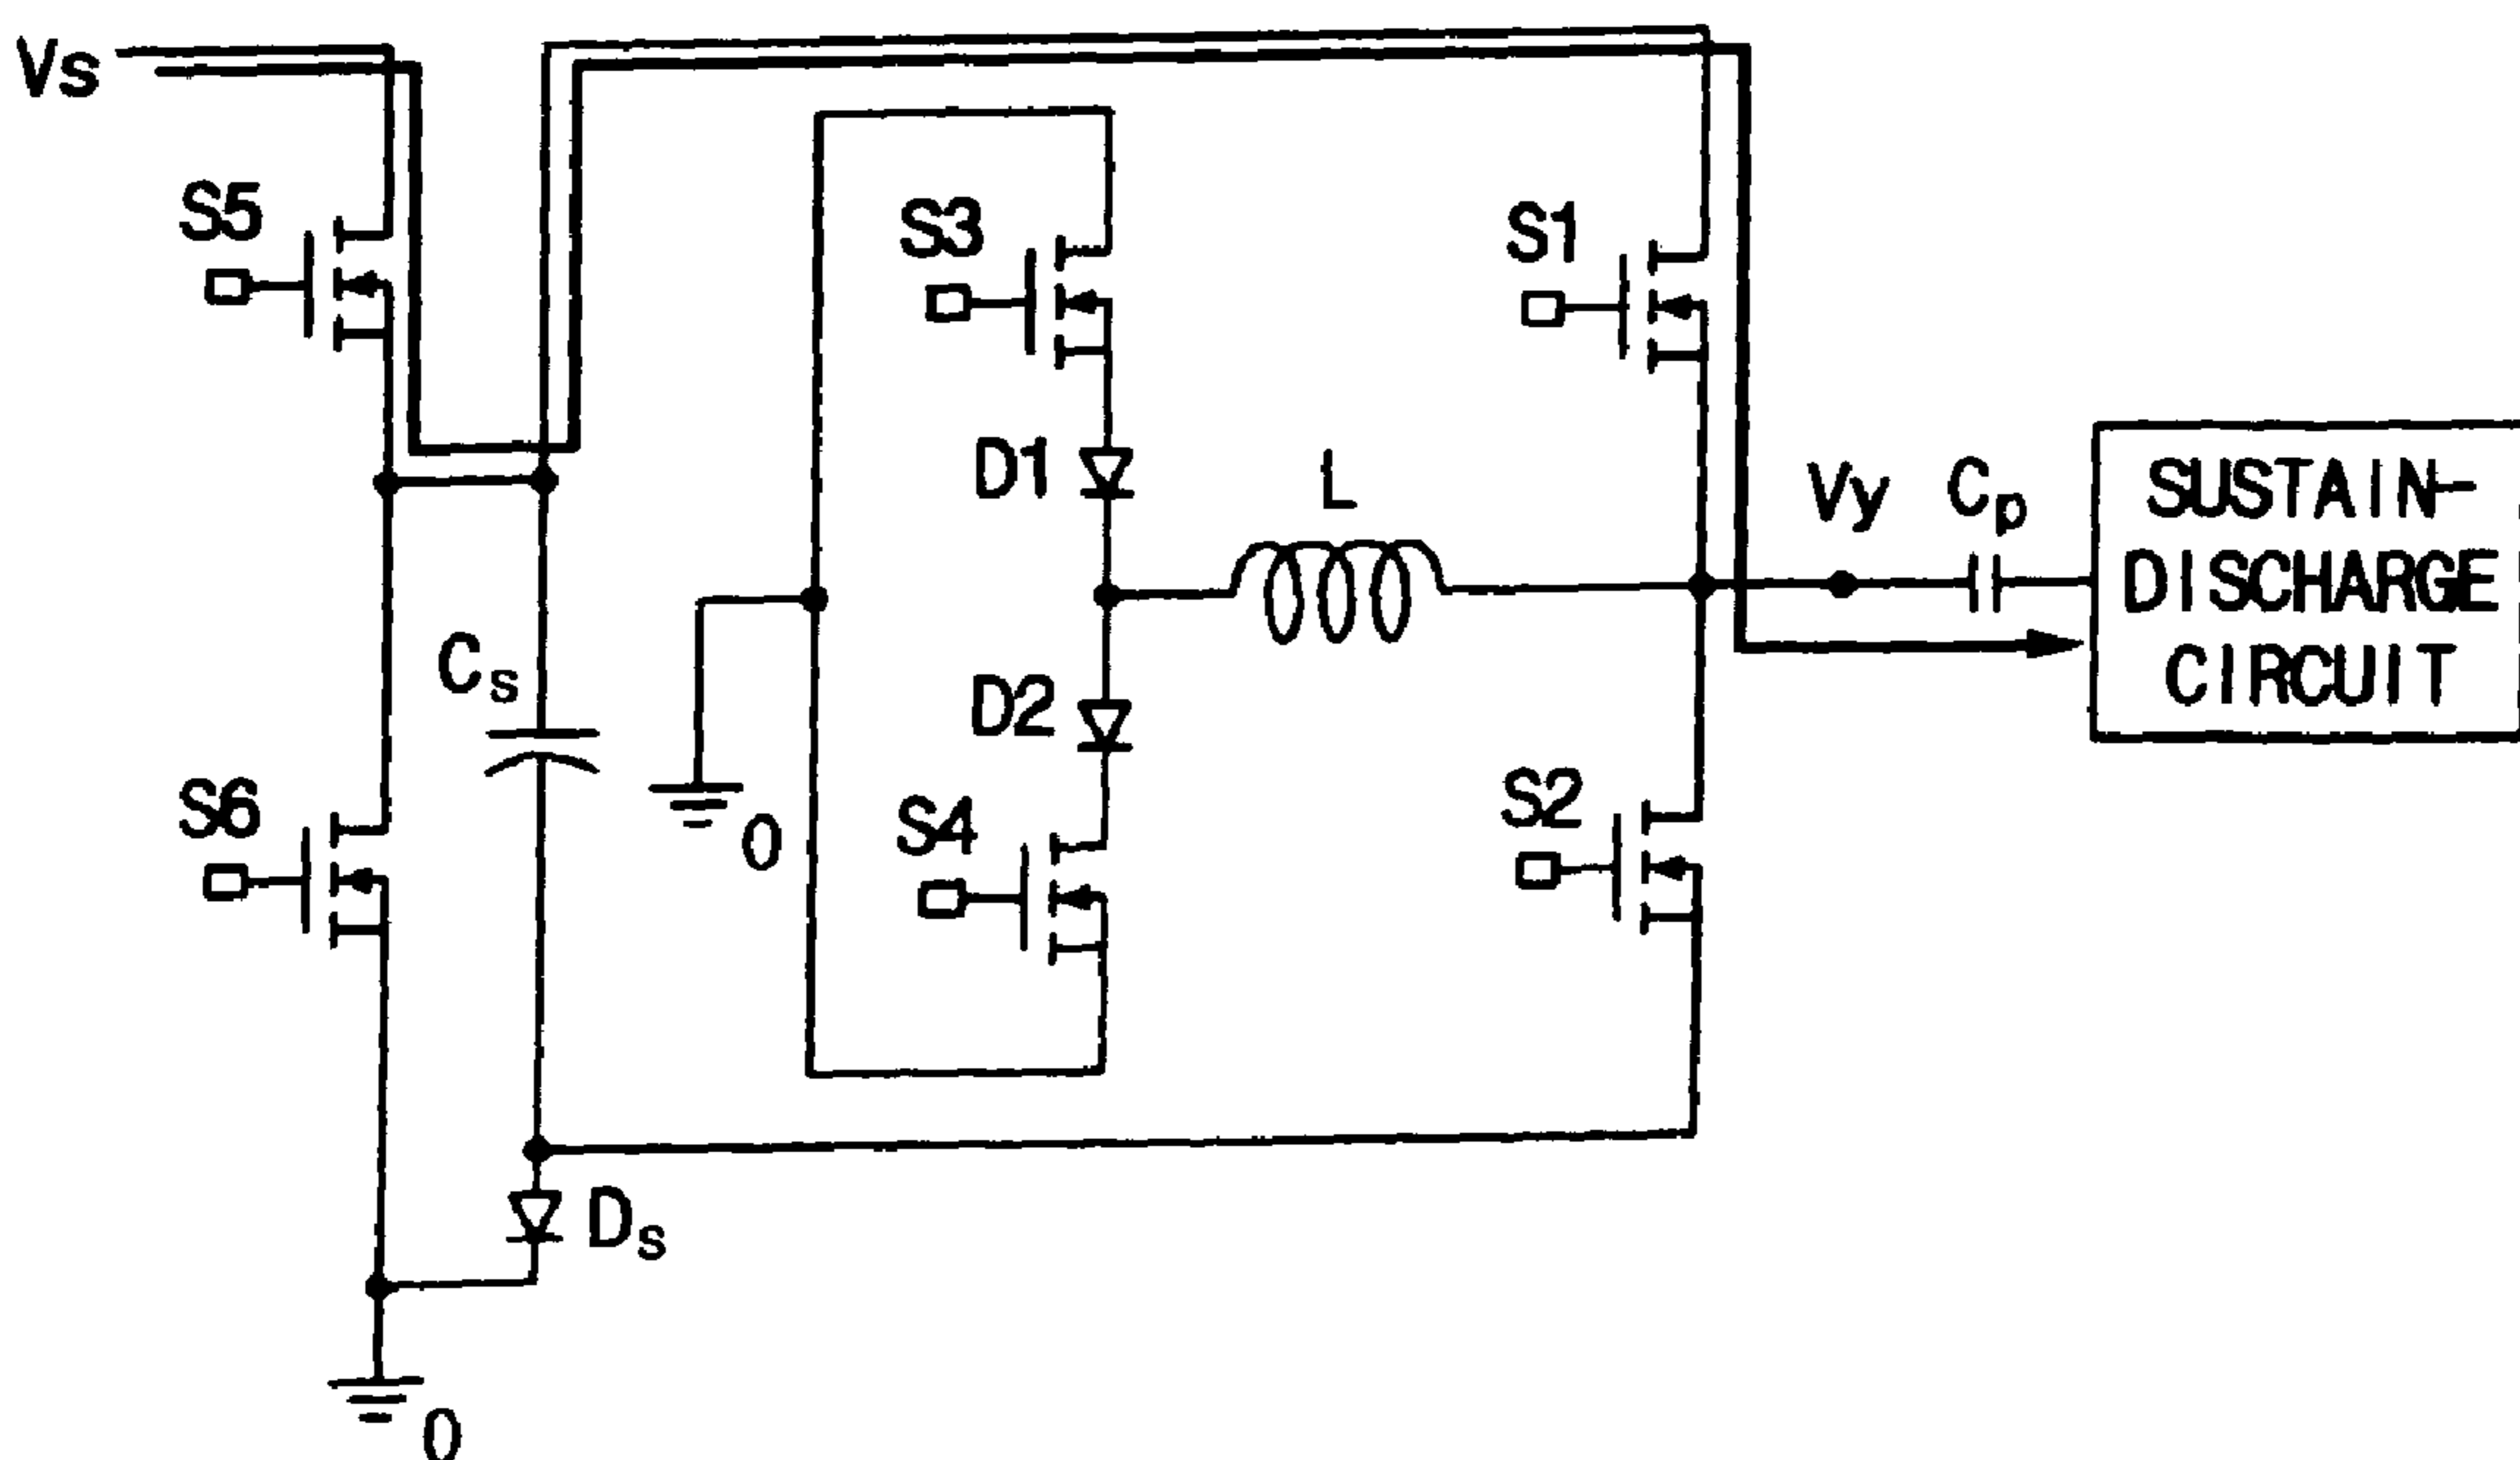 Vs
S5
S3
S1
D1
L
Vy
Cp
SUSTAIN-
DISCHARGE
CIRCUIT
Cs
D2
S6
0
S4
S2
Ds
0